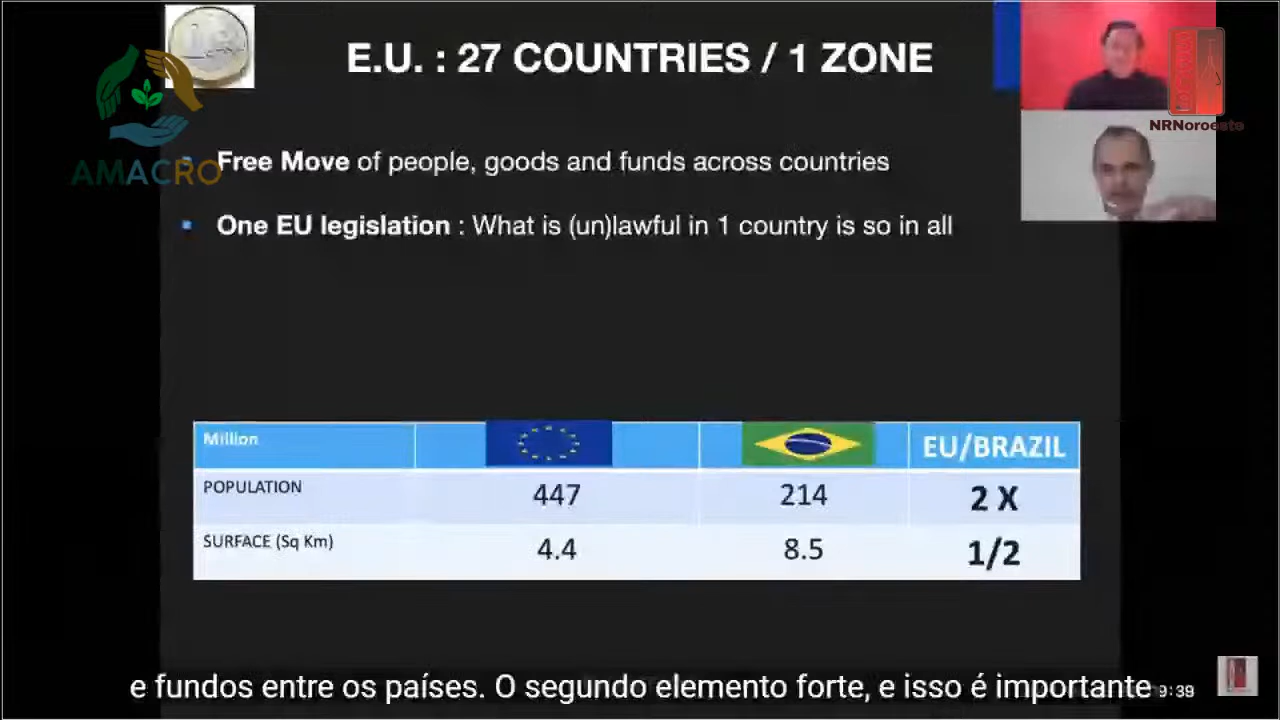 E.U. : 27 COUNTRIES / 1 ZONE
AMACRO
NRNoroeste
Free Move of people, goods and funds across countries
One EU legislation : What is (un)lawful in 1 country is so in all
Million EU/BRAZIL
POPULATION 447 214 2 X
SURFACE (Sq Km) 4.4 8.5 1/2
e fundos entre os países. O segundo elemento forte, e isso é importante
9:39